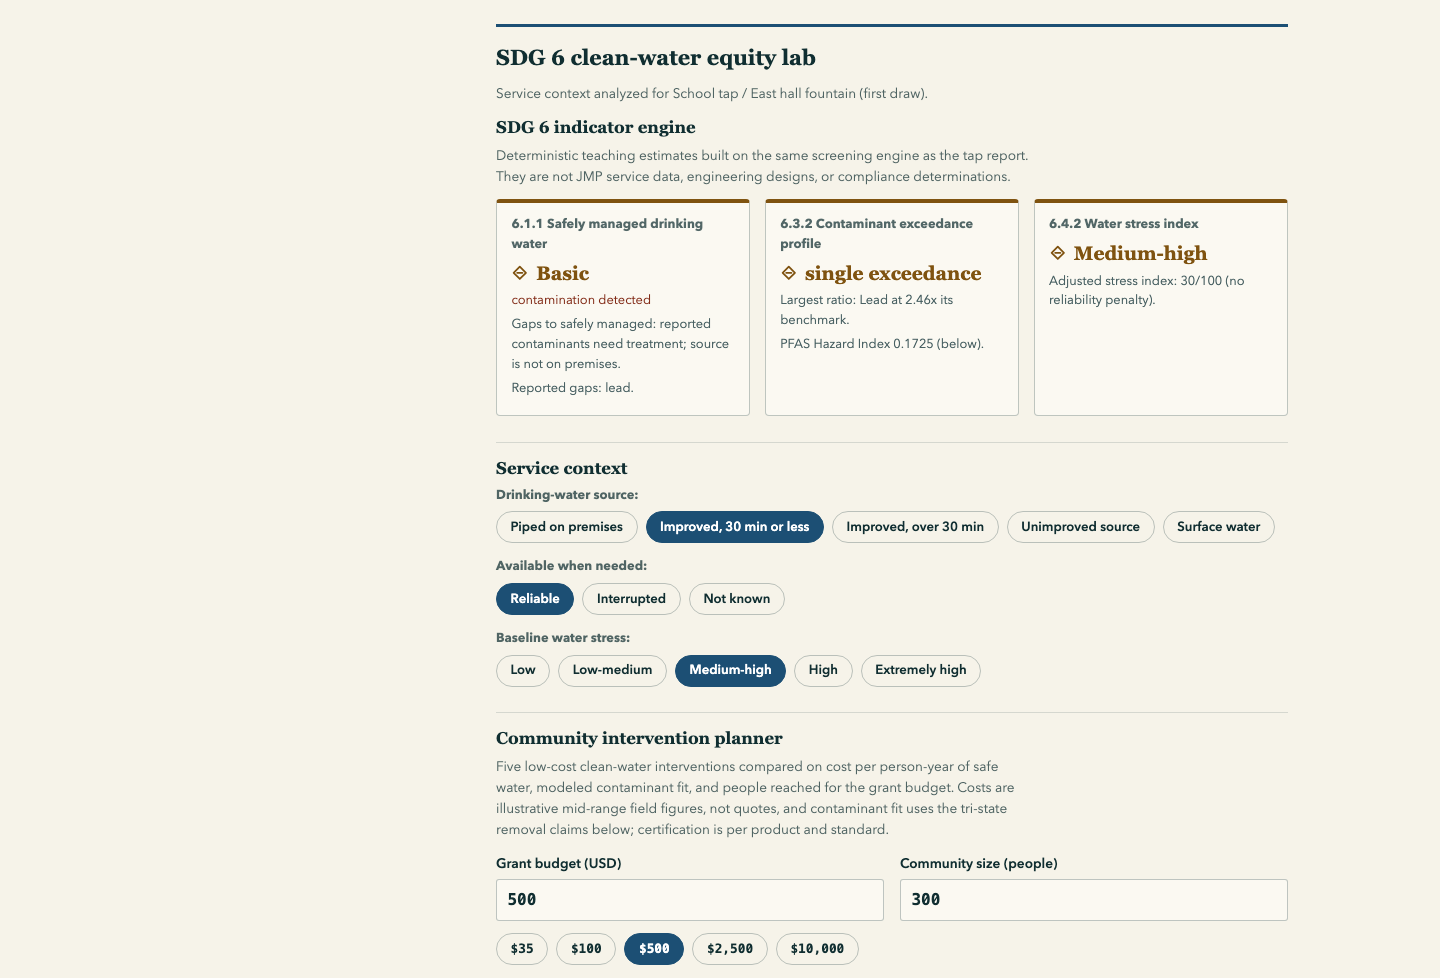 SDG 6 clean-water equity lab
Service context analyzed for School tap / East hall fountain (first draw).
SDG 6 indicator engine
Deterministic teaching estimates built on the same screening engine as the tap report.
They are not JMP service data, engineering designs, or compliance determinations.
6.1.1 Safely managed drinking
water
Basic
contamination detected
Gaps to safely managed: reported
contaminants need treatment; source
is not on premises.
Reported gaps: lead.
6.3.2 Contaminant exceedance
profile
single exceedance
Largest ratio: Lead at 2.46x its
benchmark.
PFAS Hazard Index 0.1725 (below).
6.4.2 Water stress index
Medium-high
Adjusted stress index: 30/100 (no
reliability penalty).
Service context
Drinking-water source:
Piped on premises
Improved, 30 min or less
Improved, over 30 min
Unimproved source
Surface water
Available when needed:
Reliable
Interrupted
Not known
Baseline water stress:
Low
Low-medium
Medium-high
High
Extremely high
Community intervention planner
Five low-cost clean-water interventions compared on cost per person-year of safe
water, modeled contaminant fit, and people reached for the grant budget. Costs are
illustrative mid-range field figures, not quotes, and contaminant fit uses the tri-state
removal claims below; certification is per product and standard.
Grant budget (USD)
500
Community size (people)
300
$35
$100
$500
$2,500
$10,000